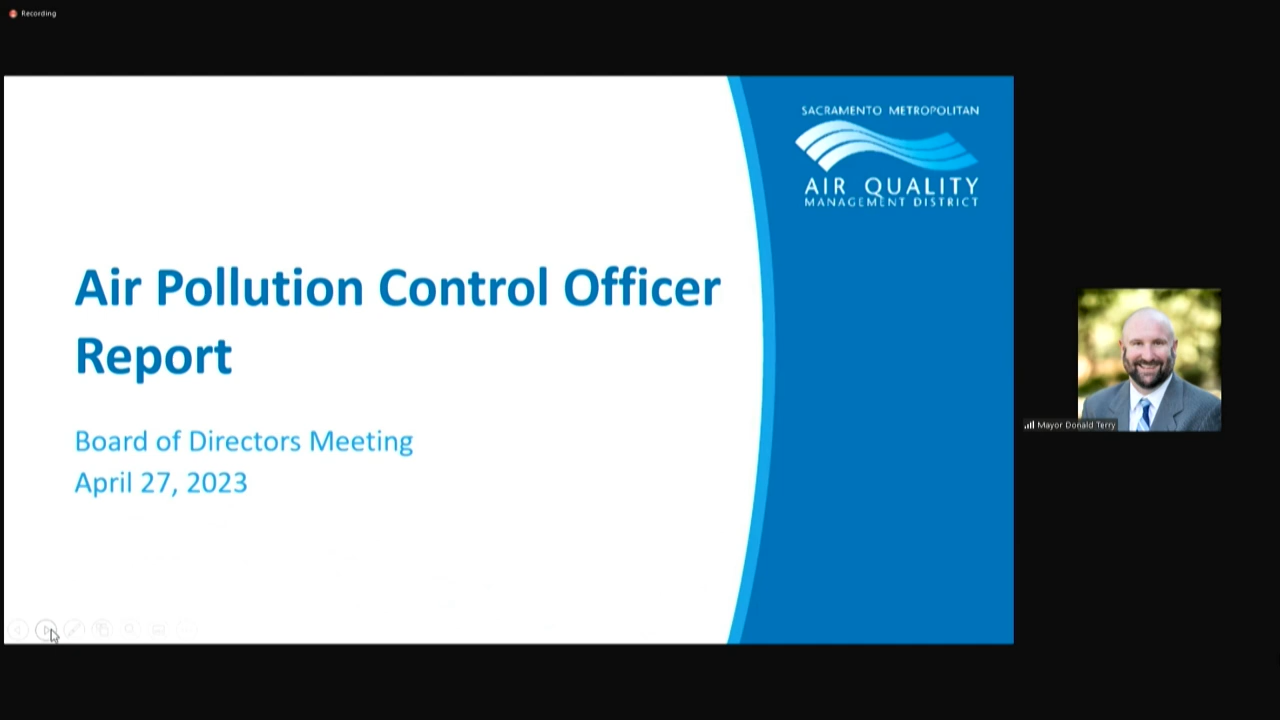 Recording
SACRAMENTO METROPOLITAN
AIR QUALITY
MANAGEMENT DISTRICT
Air Pollution Control Officer
Report
Board of Directors Meeting
April 27, 2023
Mayor Donald Terry